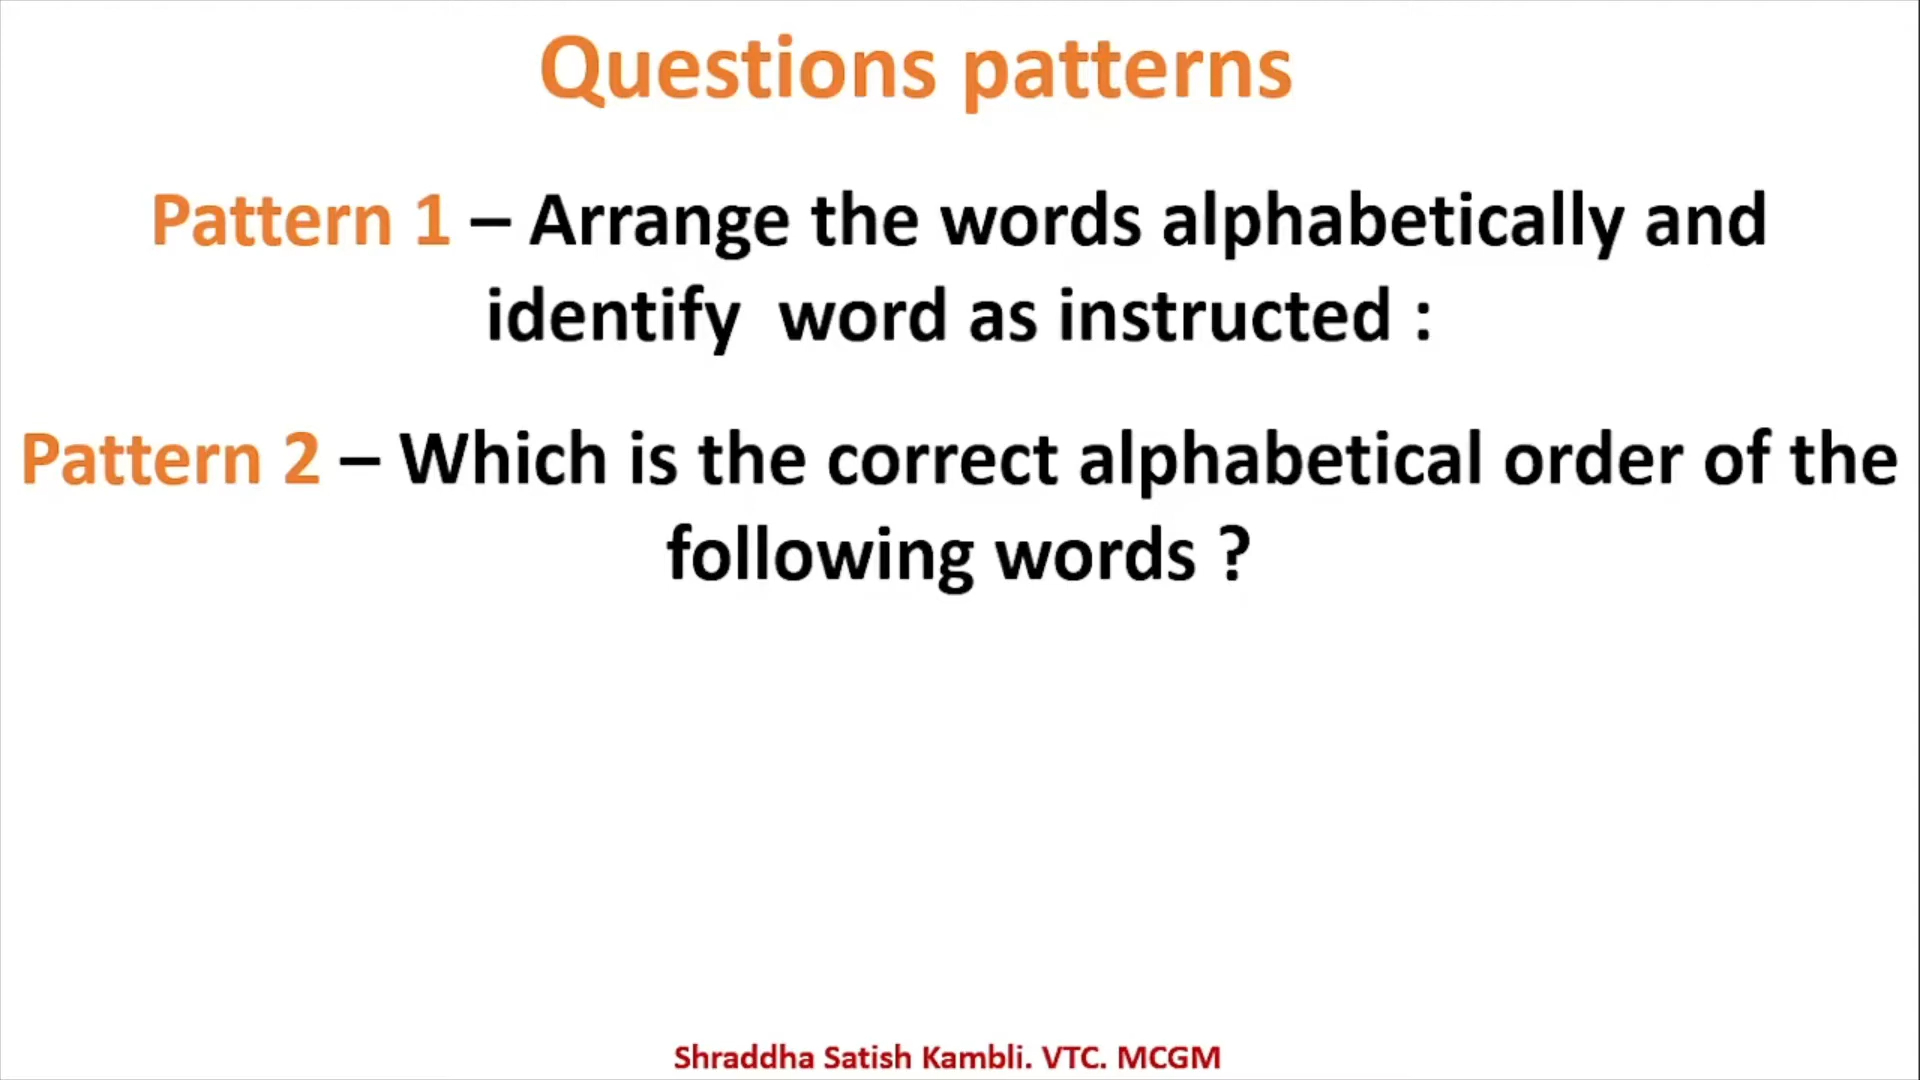 Questions patterns
Pattern 1 – Arrange the words alphabetically and
identify  word as instructed :
Pattern 2 – Which is the correct alphabetical order of the
following words ?
Shraddha Satish Kambli. VTC. MCGM